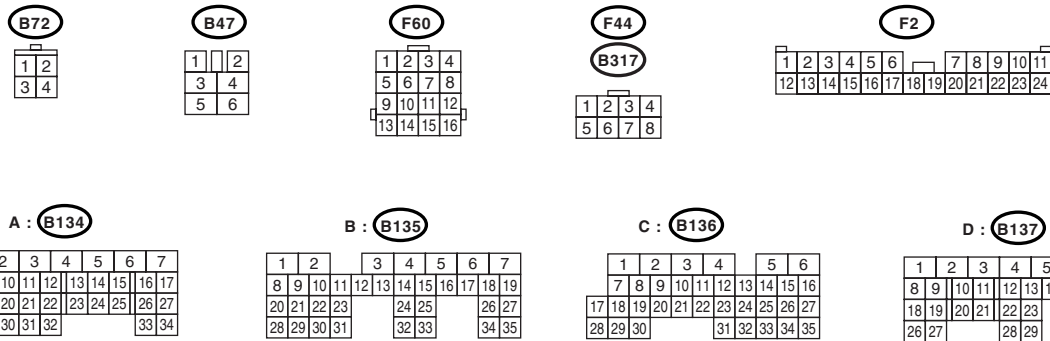 B72
B47
F60
F44
F2
B317
1 2
3 4
1 2
3 4
5 6
1 2 3 4
5 6 7 8
9 10 11 12
13 14 15 16
1 2 3 4
5 6 7 8
1 2 3 4 5 6 7 8 9 10 11
12 13 14 15 16 17 18 19 20 21 22 23 24
A : B134
B : B135
C : B136
D : B137
2 3 4 5 6 7
10 11 12 13 14 15 16 17
20 21 22 23 24 25 26 27
30 31 32 33 34
1 2 3 4 5 6 7
8 9 10 11 12 13 14 15 16 17 18 19
20 21 22 23 24 25 26 27
28 29 30 31 32 33 34 35
1 2 3 4 5 6
7 8 9 10 11 12 13 14 15 16
17 18 19 20 21 22 23 24 25 26 27
28 29 30 31 32 33 34 35
1 2 3 4 5
8 9 10 11 12 13
18 19 20 21 22 23
26 27 28 29